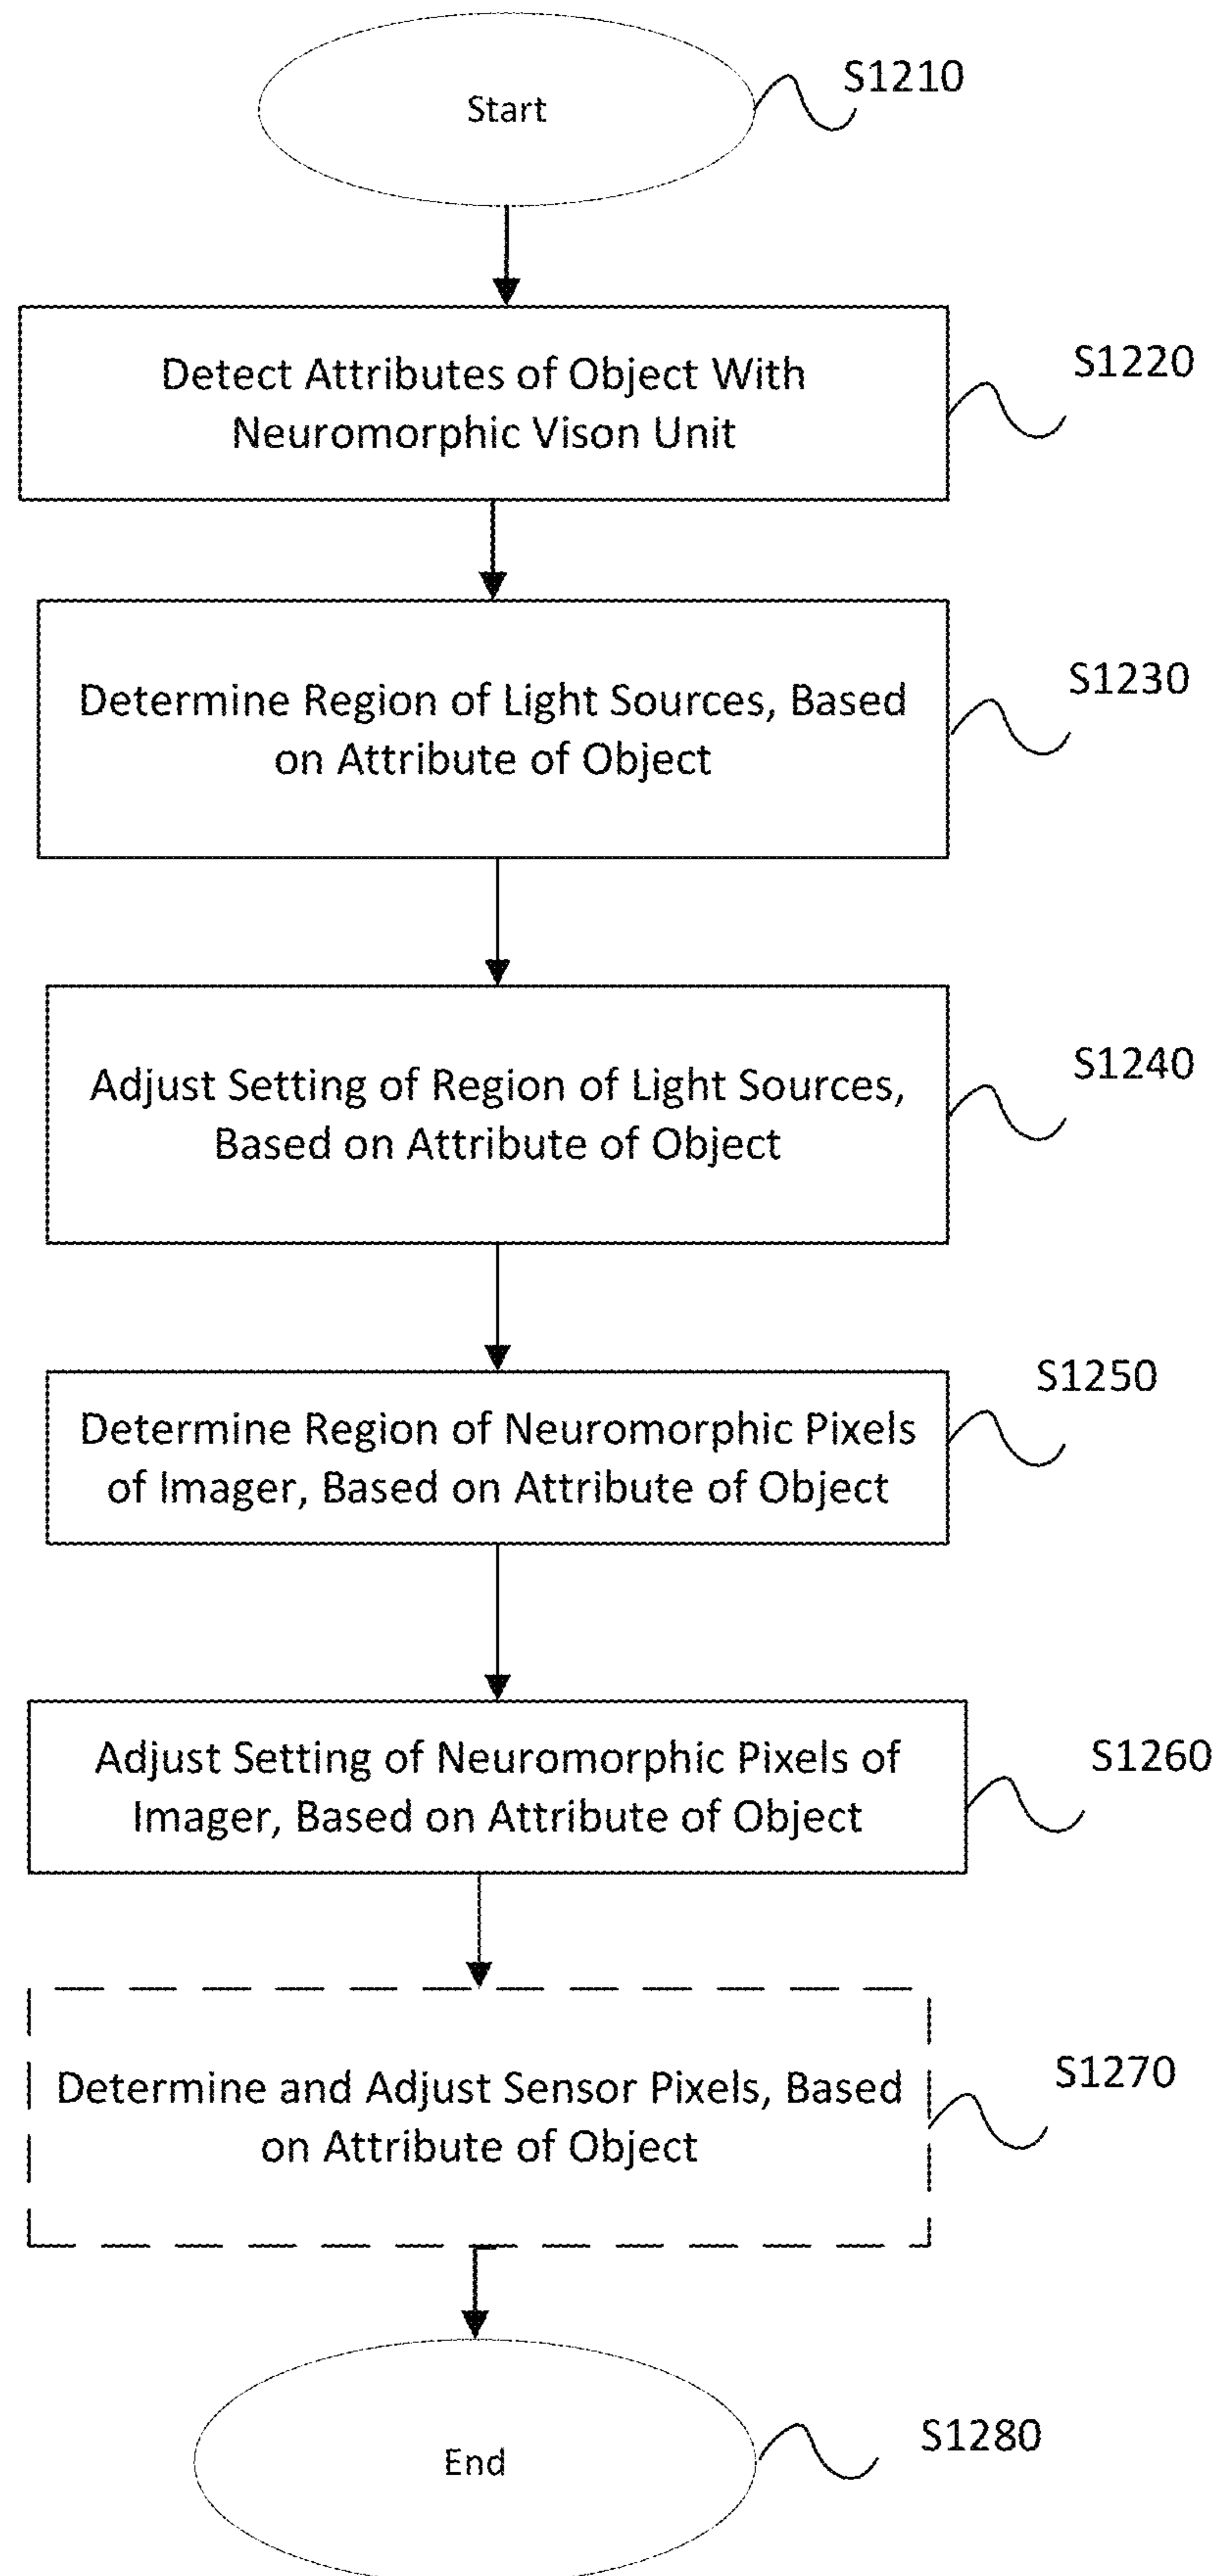 Start
S1210
Detect Attributes of Object With
Neuromorphic Vison Unit
S1220
Determine Region of Light Sources, Based
on Attribute of Object
S1230
Adjust Setting of Region of Light Sources,
Based on Attribute of Object
S1240
Determine Region of Neuromorphic Pixels
of Imager, Based on Attribute of Object
S1250
Adjust Setting of Neuromorphic Pixels of
Imager, Based on Attribute of Object
S1260
Determine and Adjust Sensor Pixels, Based
on Attribute of Object
S1270
End
S1280